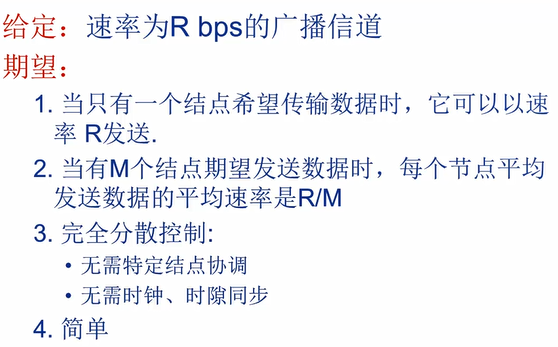 给定：速率为R bps的广播信道
期望：
1. 当只有一个结点希望传输数据时，它可以以速
率 R发送.
2. 当有M个结点期望发送数据时，每个节点平均
发送数据的平均速率是R/M
3. 完全分散控制:
• 无需特定结点协调
• 无需时钟、时隙同步
4. 简单